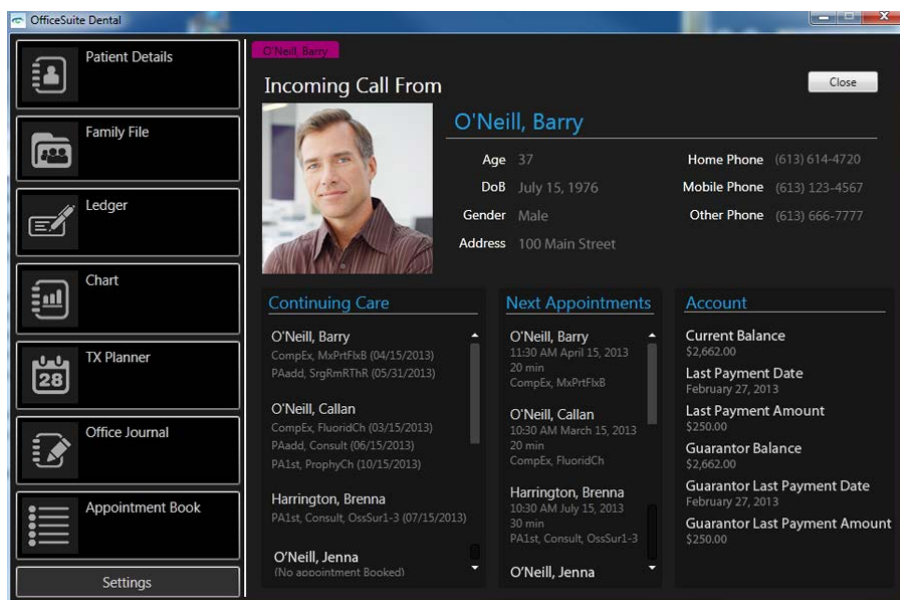 OfficeSuite Dental
Patient Details
Family File
Ledger
Chart
TX Planner
28
Office Journal
Appointment Book
Settings
O'Neill, Barry
Incoming Call From
Close
O'Neill, Barry
Age 37
DoB July 15, 1976
Gender Male
Address 100 Main Street
Home Phone (613) 614-4720
Mobile Phone (613) 123-4567
Other Phone (613) 666-7777
Continuing Care
O'Neill, Barry
CompEx, MxPrtFlxB (04/15/2013)
PAadd, SrgRmRThR (05/31/2013)
O'Neill, Callan
CompEx, FluoridCh (03/15/2013)
PAadd, Consult (06/15/2013)
PA1st, ProphyCh (10/15/2013)
Harrington, Brenna
PA1st, Consult, OssSur1-3 (07/15/2013)
O'Neill, Jenna
(No appointment Booked)
Next Appointments
O'Neill, Barry
11:30 AM April 15, 2013
20 min
CompEx, MxPrtFlxB
O'Neill, Callan
10:30 AM March 15, 2013
20 min
CompEx, FluoridCh
Harrington, Brenna
10:30 AM July 15, 2013
30 min
PA1st, Consult, OssSur1-3
O'Neill, Jenna
Account
Current Balance
$2,662.00
Last Payment Date
February 27, 2013
Last Payment Amount
$250.00
Guarantor Balance
$2,662.00
Guarantor Last Payment Date
February 27, 2013
Guarantor Last Payment Amount
$250.00